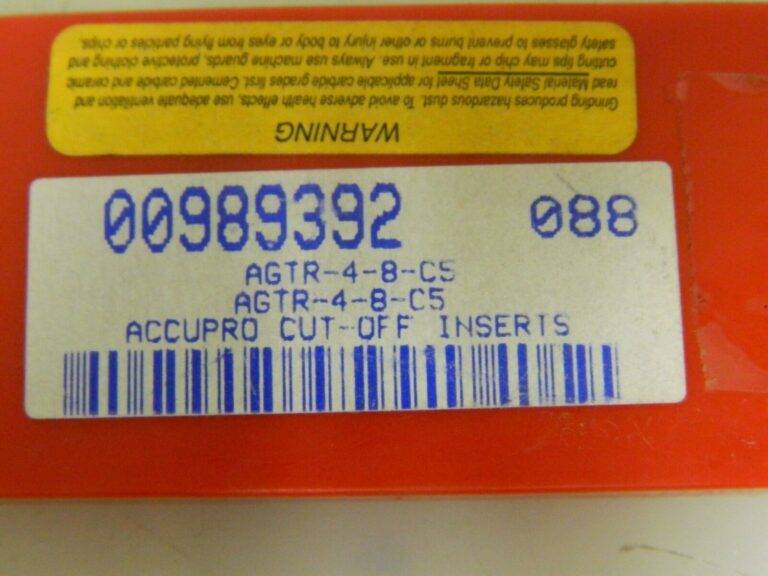 WARNING
Grinding produces hazardous dust. To avoid adverse health effects, use adequate ventilation and
read Material Safety Data Sheet for applicable carbide grades first. Cemented carbide and ceramic
cutting tips may chip or fragment in use. Always use machine guards, protective clothing and
safety glasses to prevent burns or other injury to body or eyes from flying particles or chips.
00989392 088
AGTR-4-8-C5
AGTR-4-8-C5
ACCUPRO CUT-OFF INSERTS